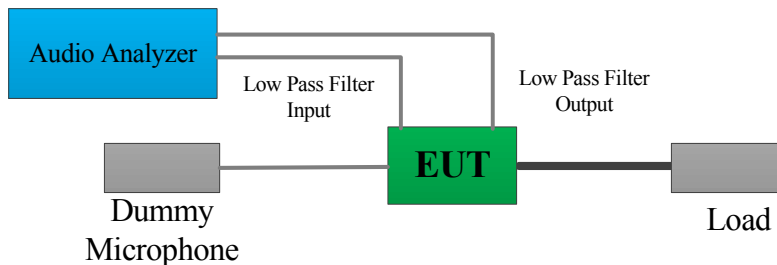 Audio Analyzer
Low Pass Filter
Input
Low Pass Filter
Output
EUT
Dummy
Microphone
Load